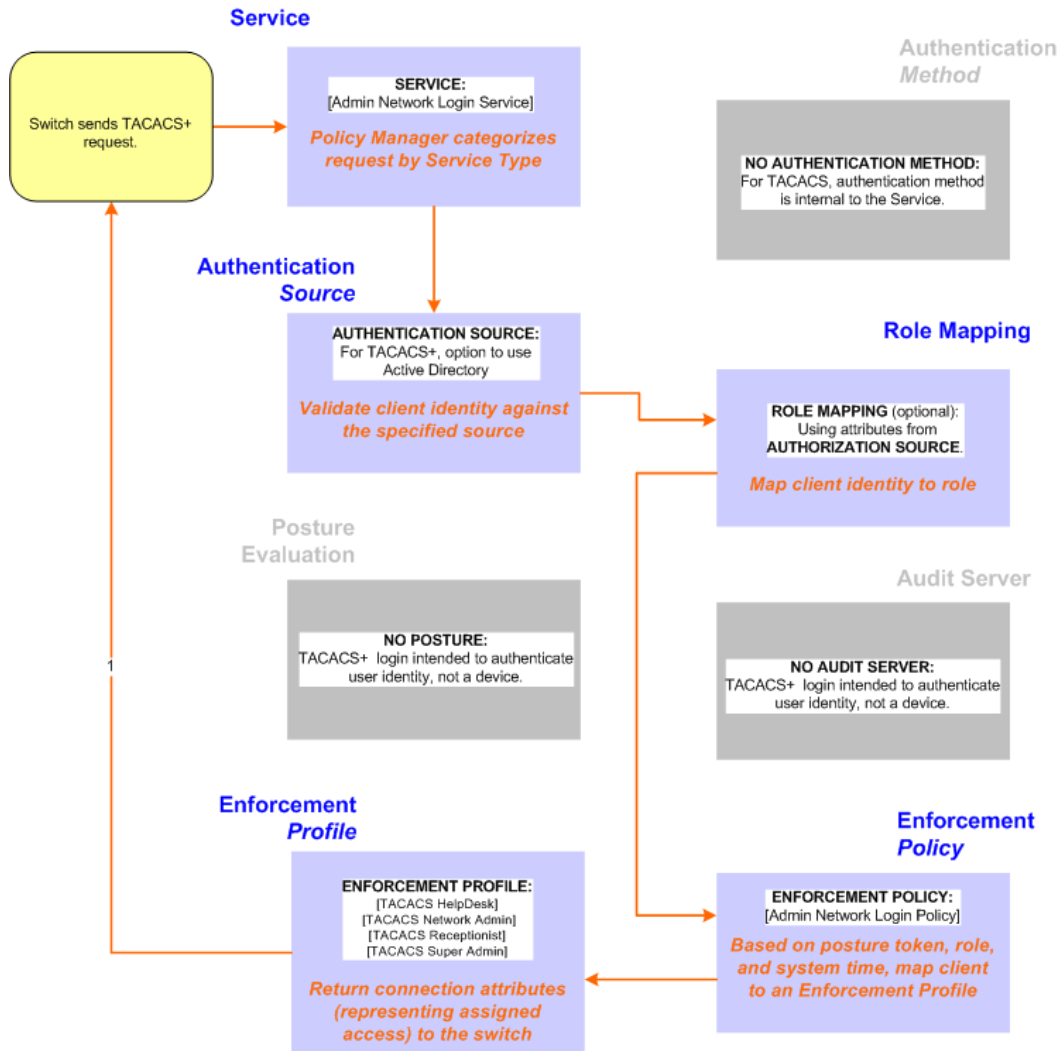 Service
Switch sends TACACS+
request.
SERVICE:
[Admin Network Login Service]
Policy Manager categorizes
request by Service Type
Authentication
Method
NO AUTHENTICATION METHOD:
For TACACS, authentication method
is internal to the Service.
Authentication
Source
AUTHENTICATION SOURCE:
For TACACS+, option to use
Active Directory
Validate client identity against
the specified source
Role Mapping
ROLE MAPPING (optional):
Using attributes from
AUTHORIZATION SOURCE.
Map client identity to role
Posture
Evaluation
NO POSTURE:
TACACS+ login intended to authenticate
user identity, not a device.
Audit Server
NO AUDIT SERVER:
TACACS+ login intended to authenticate
user identity, not a device.
1
Enforcement
Profile
ENFORCEMENT PROFILE:
[TACACS HelpDesk]
[TACACS Network Admin]
[TACACS Receptionist]
[TACACS Super Admin]
Return connection attributes
(representing assigned
access) to the switch
Enforcement
Policy
ENFORCEMENT POLICY:
[Admin Network Login Policy]
Based on posture token, role,
and system time, map client
to an Enforcement Profile